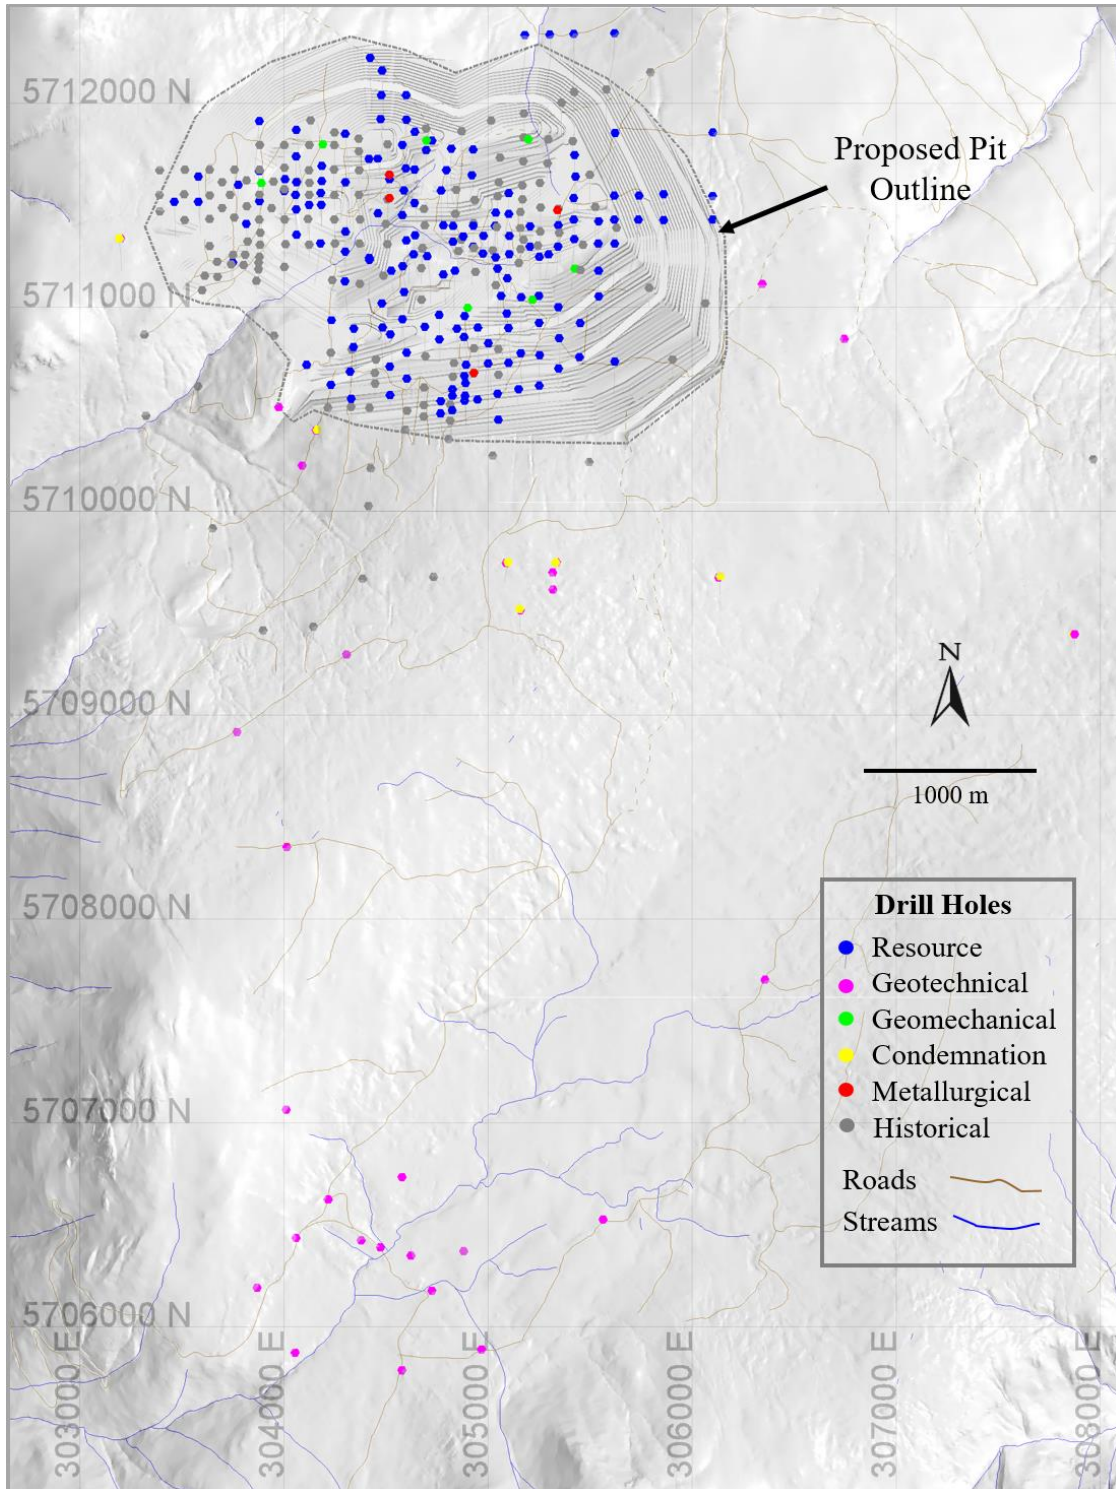 5712000 N
Proposed Pit
Outline
5711000 N
5710000 N
N
5709000 N
1000 m
5708000 N
Drill Holes
Resource
Geotechnical
Geomechanical
Condemnation
Metallurgical
Historical
Roads
Streams
5707000 N
5706000 N
303000 E
304000 E
305000 E
306000 E
307000 E
308000 E